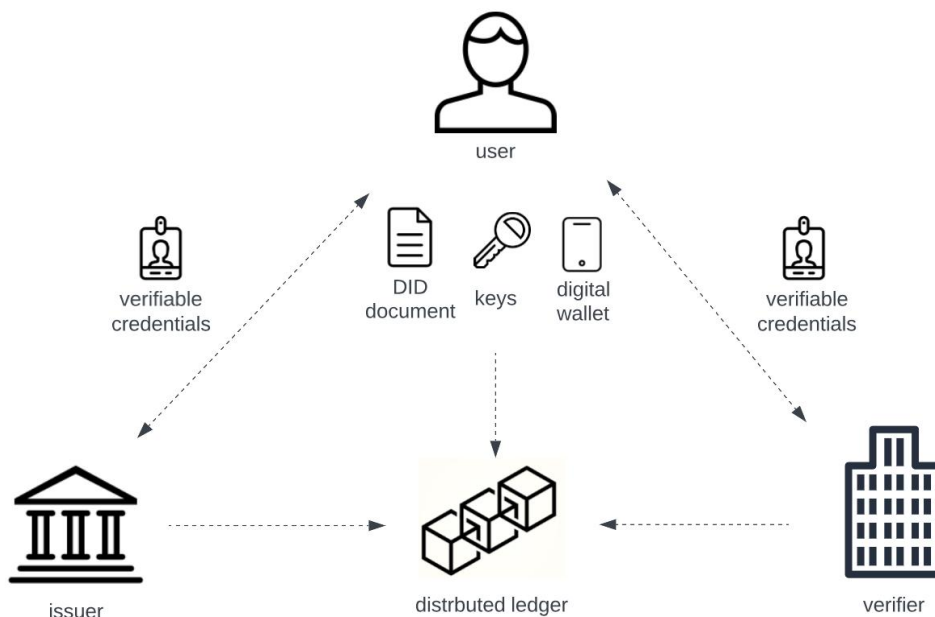 user
DID
document
keys
digital
wallet
verifiable
credentials
verifiable
credentials
issuer
distrbuted ledger
verifier